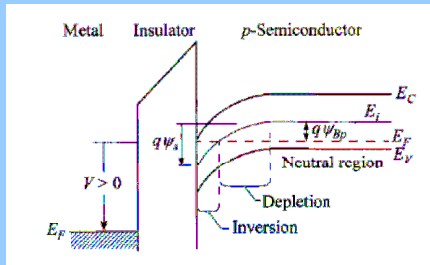 Metal Insulator p-Semiconductor
E_C
E_i
qψ_s
qψ_Bp
E_F
E_V
Neutral region
V > 0
Depletion
E_F
Inversion